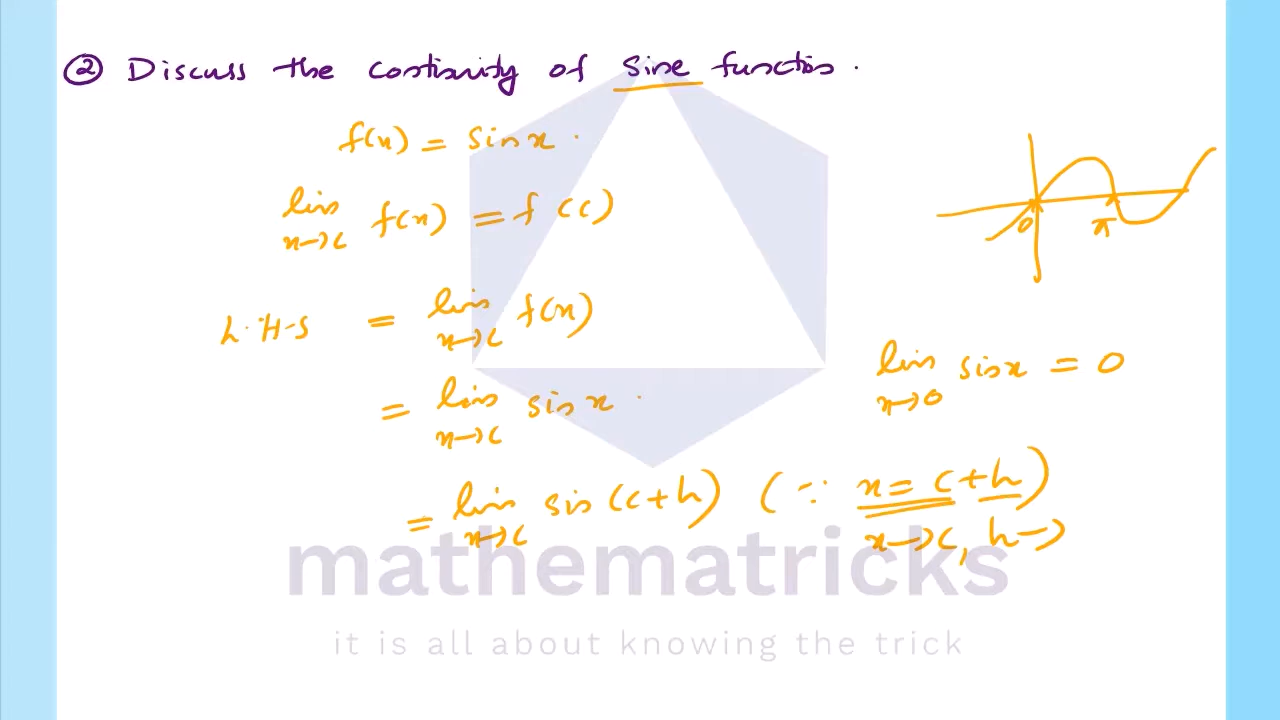 ② Discuss the continuity of Sine function.
f(x) = Sin x.
lim x→c f(x) = f(c)
0 π
L.H.S = lim x→c f(x)
lim x→0 sin x = 0
= lim x→c sin x.
= lim x→c sin (c+h) (∵ x = c+h)
x→c, h→
mathematricks
it is all about knowing the trick